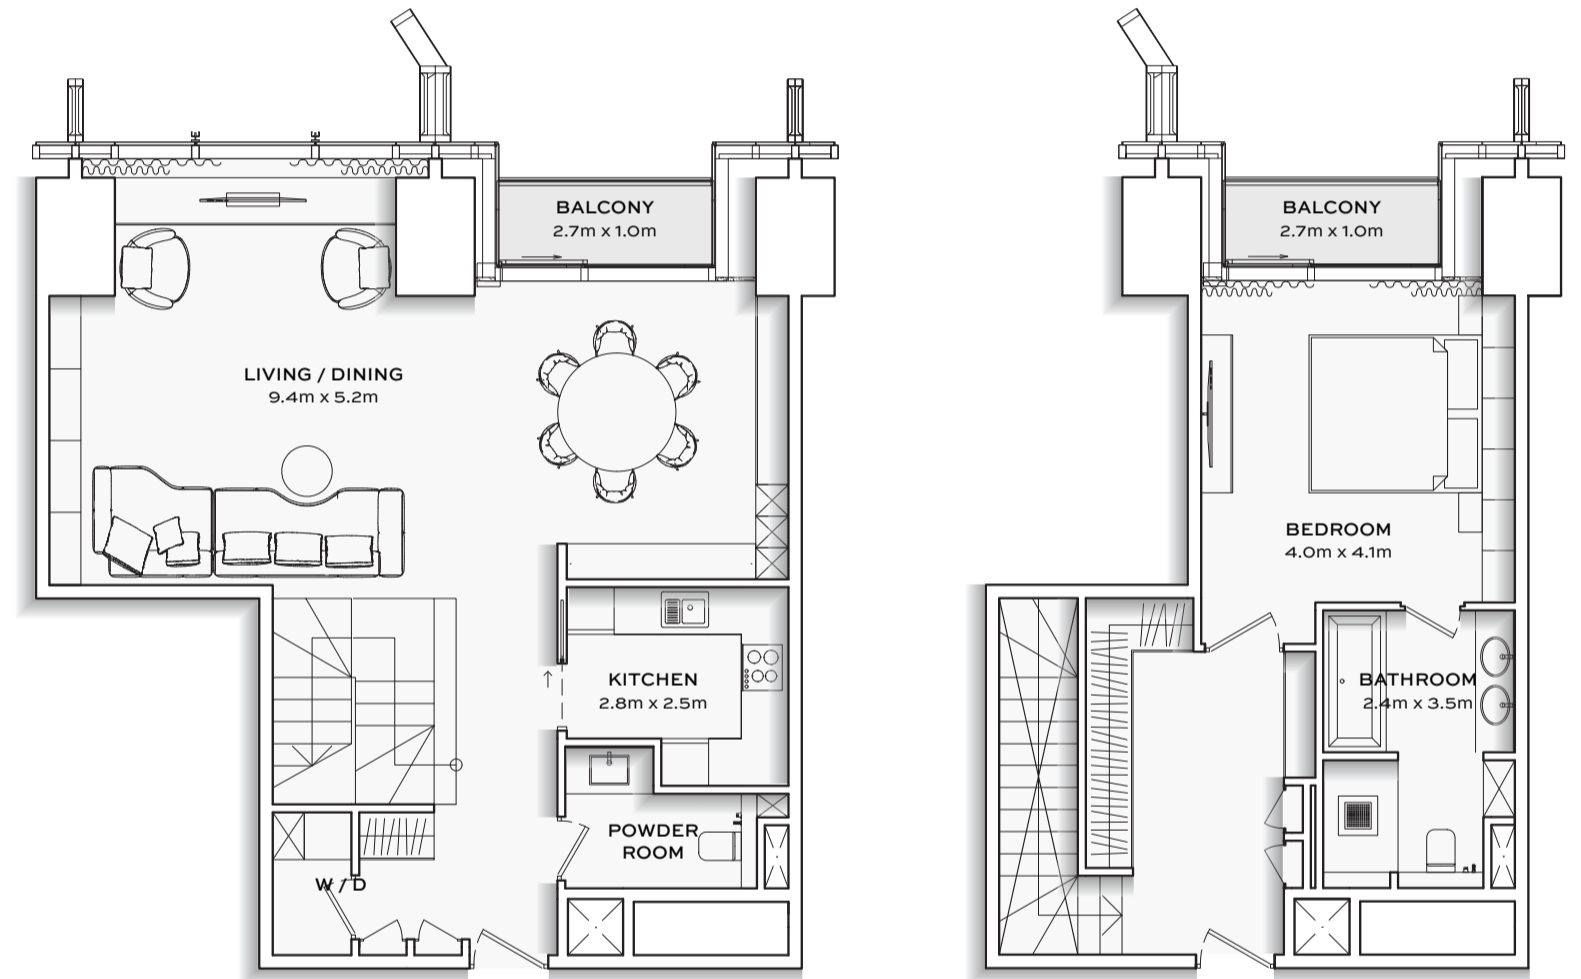 BALCONY
2.7m x 1.0m
LIVING / DINING
9.4m x 5.2m
KITCHEN
2.8m x 2.5m
POWDER
ROOM
W / D
BALCONY
2.7m x 1.0m
BEDROOM
4.0m x 4.1m
BATHROOM
2.4m x 3.5m